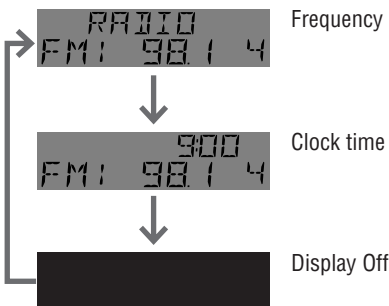 RADIO
FM1 98.1 4
Frequency
9:00
FM1 98.1 4
Clock time
Display Off